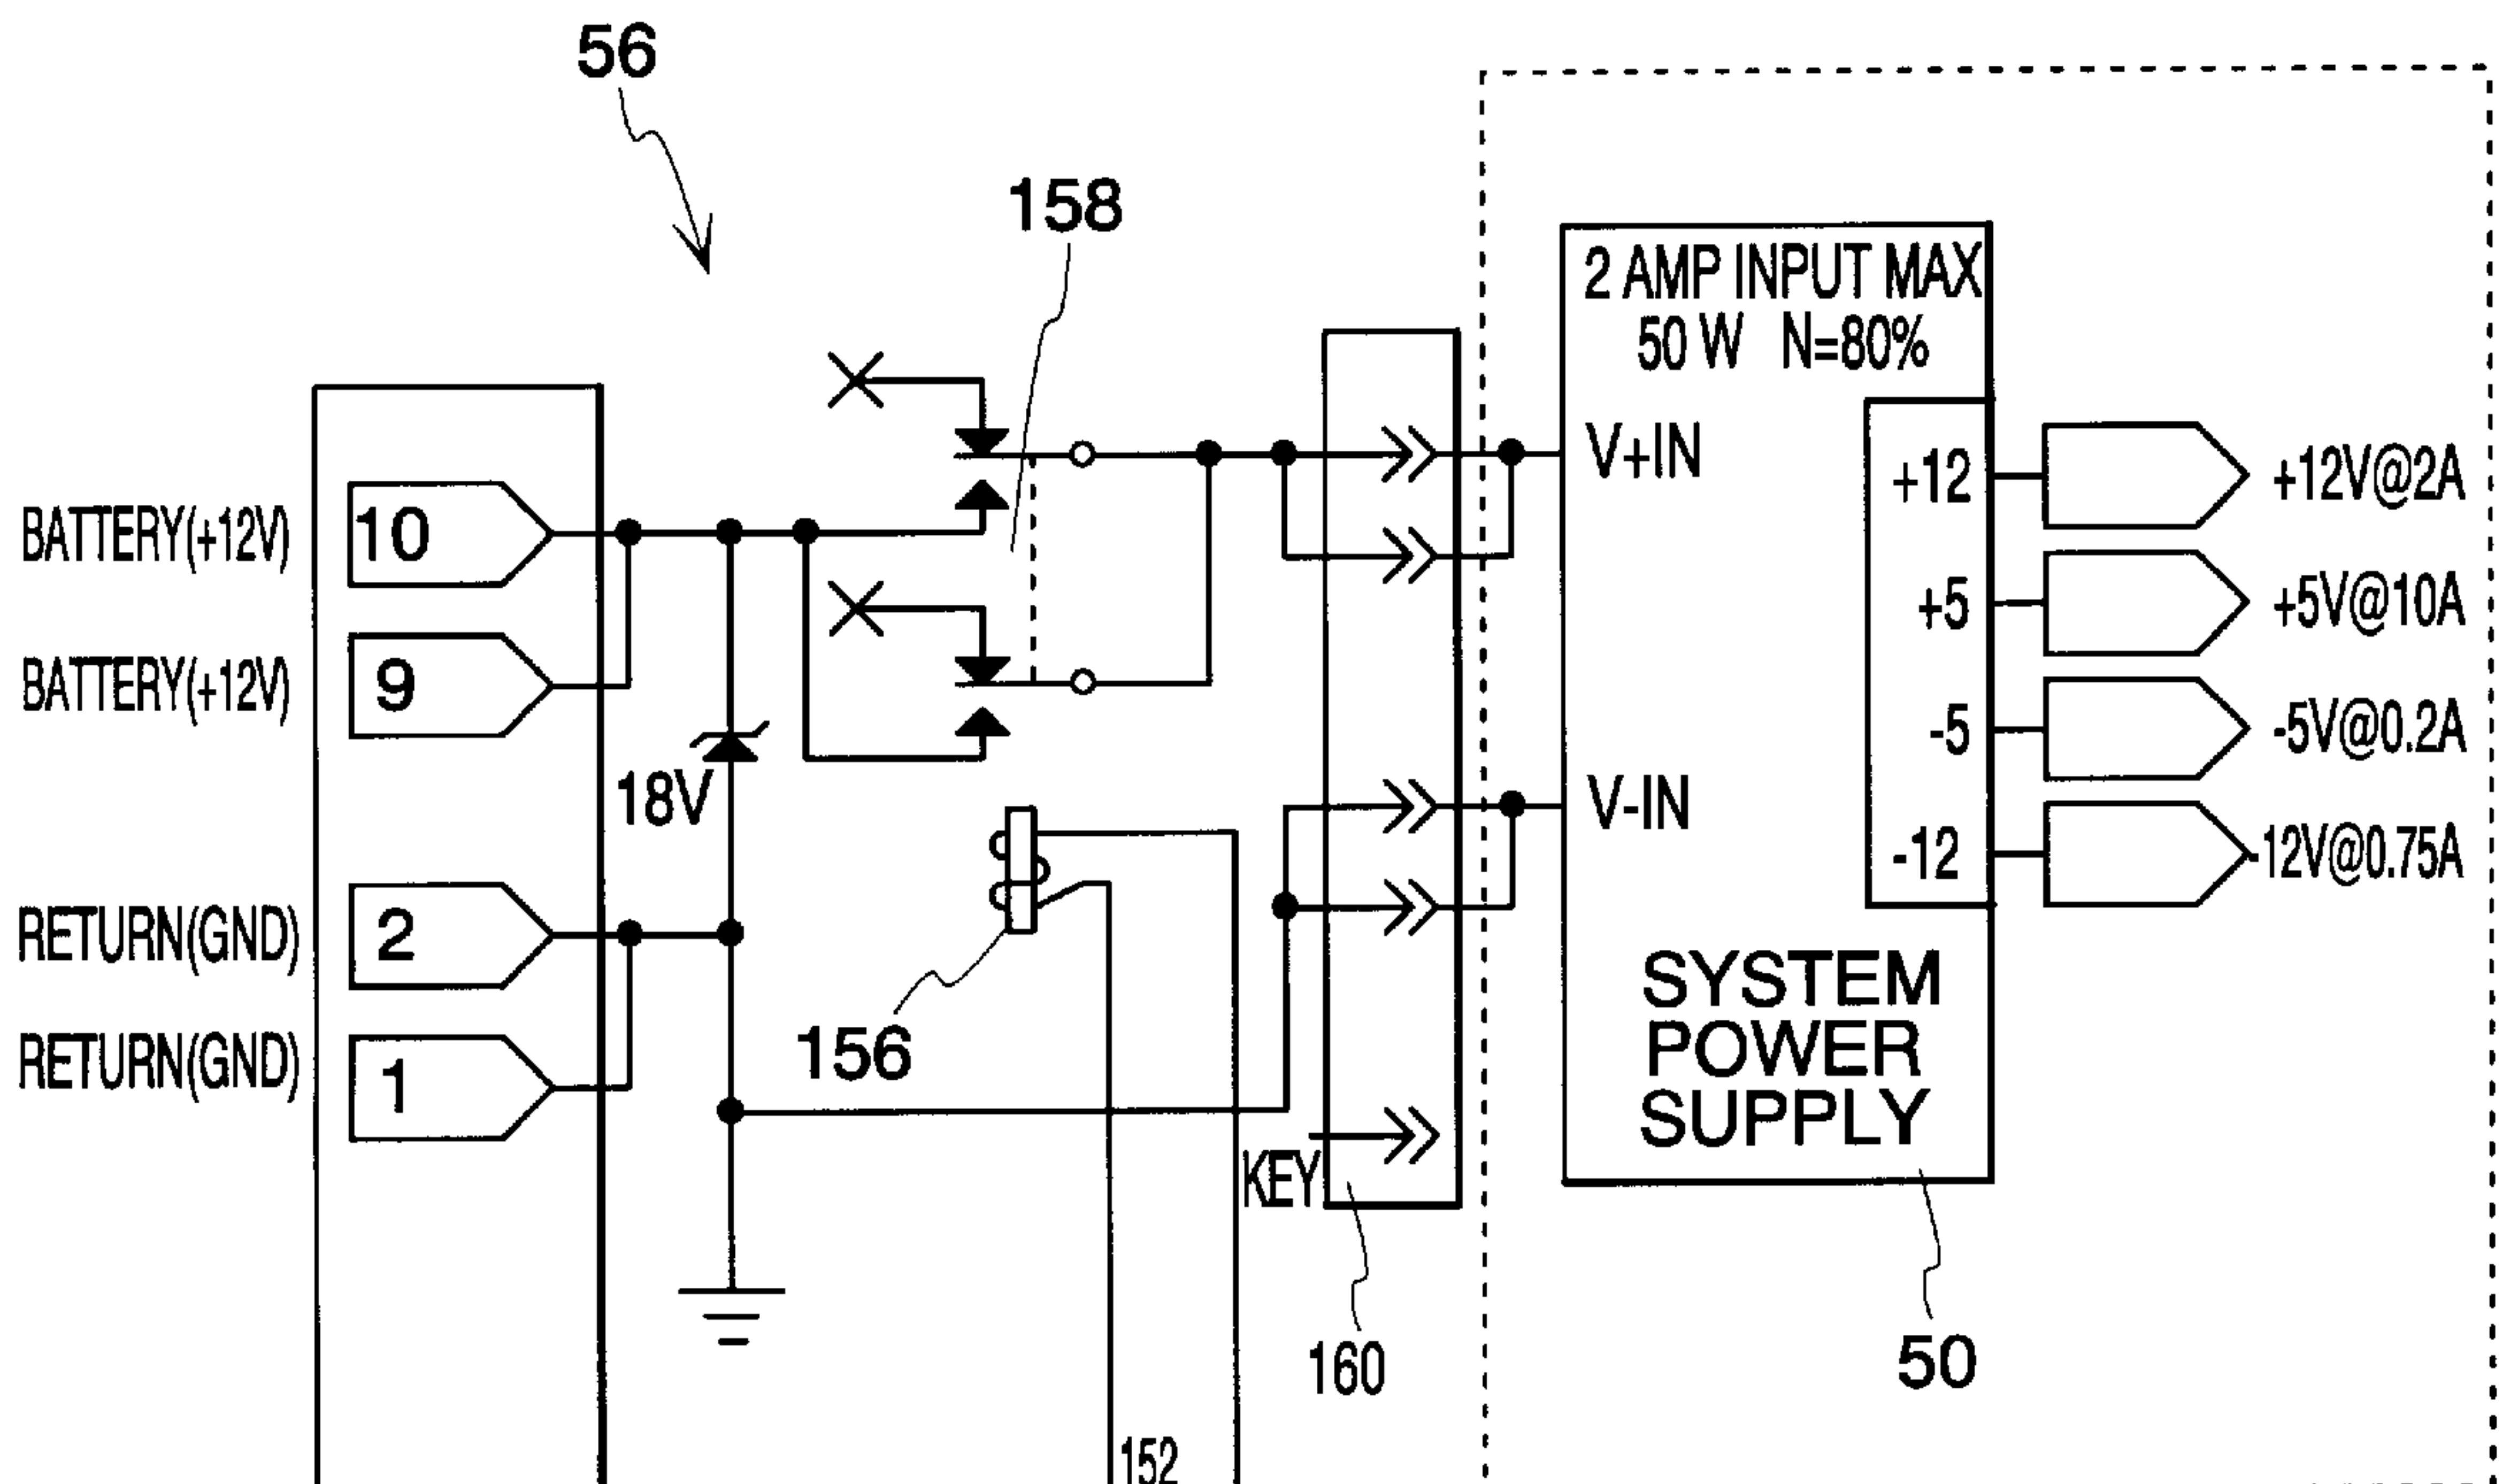 56
158
2 AMP INPUT MAX
50 W N=80%
BATTERY(+12V)
10
BATTERY(+12V)
9
18V
RETURN(GND)
2
RETURN(GND)
1
156
KEY
160
152
V+IN
V-IN
+12
+5
-5
-12
+12V@2A
+5V@10A
-5V@0.2A
-12V@0.75A
SYSTEM
POWER
SUPPLY
50